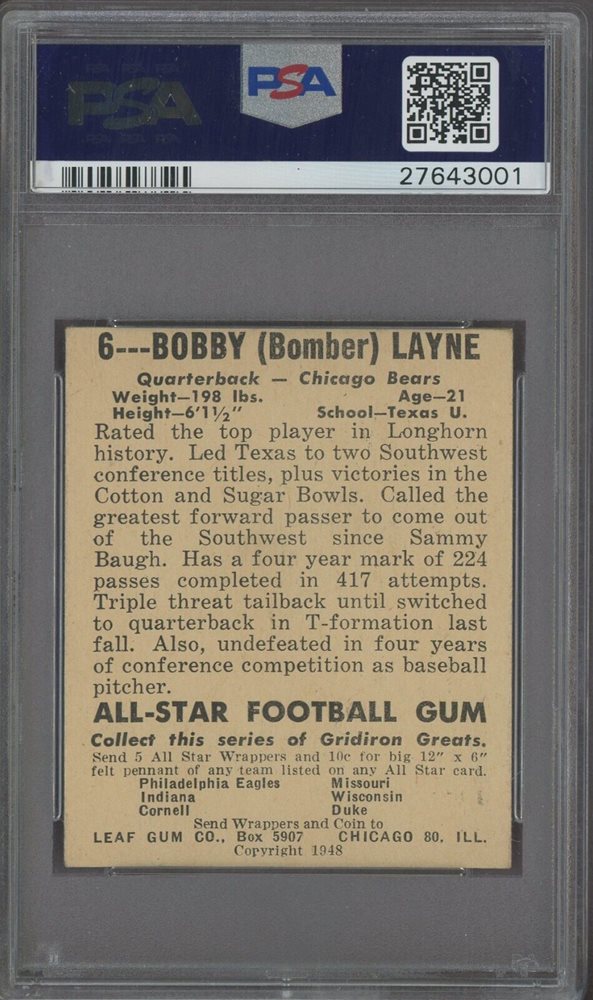 PSA
PSA
27643001
6---BOBBY (Bomber) LAYNE
Quarterback — Chicago Bears
Weight—198 lbs. Age—21
Height—6'1½" School—Texas U.
Rated the top player in Longhorn
history. Led Texas to two Southwest
conference titles, plus victories in the
Cotton and Sugar Bowls. Called the
greatest forward passer to come out
of the Southwest since Sammy
Baugh. Has a four year mark of 224
passes completed in 417 attempts.
Triple threat tailback until switched
to quarterback in T-formation last
fall. Also, undefeated in four years
of conference competition as baseball
pitcher.
ALL-STAR FOOTBALL GUM
Collect this series of Gridiron Greats.
Send 5 All Star Wrappers and 10c for big 12" x 6"
felt pennant of any team listed on any All Star card.
Philadelphia Eagles Missouri
Indiana Wisconsin
Cornell Duke
Send Wrappers and Coin to
LEAF GUM CO., Box 5907 CHICAGO 80, ILL.
Copyright 1948